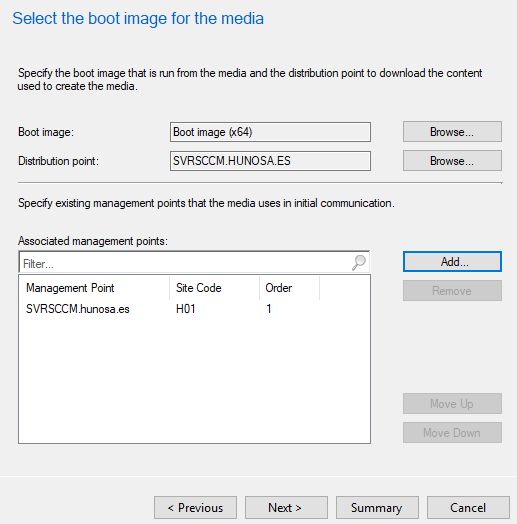 Select the boot image for the media
Specify the boot image that is run from the media and the distribution point to download the content
used to create the media.
Boot image: Boot image (x64) Browse...
Distribution point: SVRSCCM.HUNOSA.ES Browse...
Specify existing management points that the media uses in initial communication.
Associated management points:
Filter... Add...
Management Point Site Code Order Remove
SVRSCCM.hunosa.es H01 1
Move Up
Move Down
< Previous Next > Summary Cancel